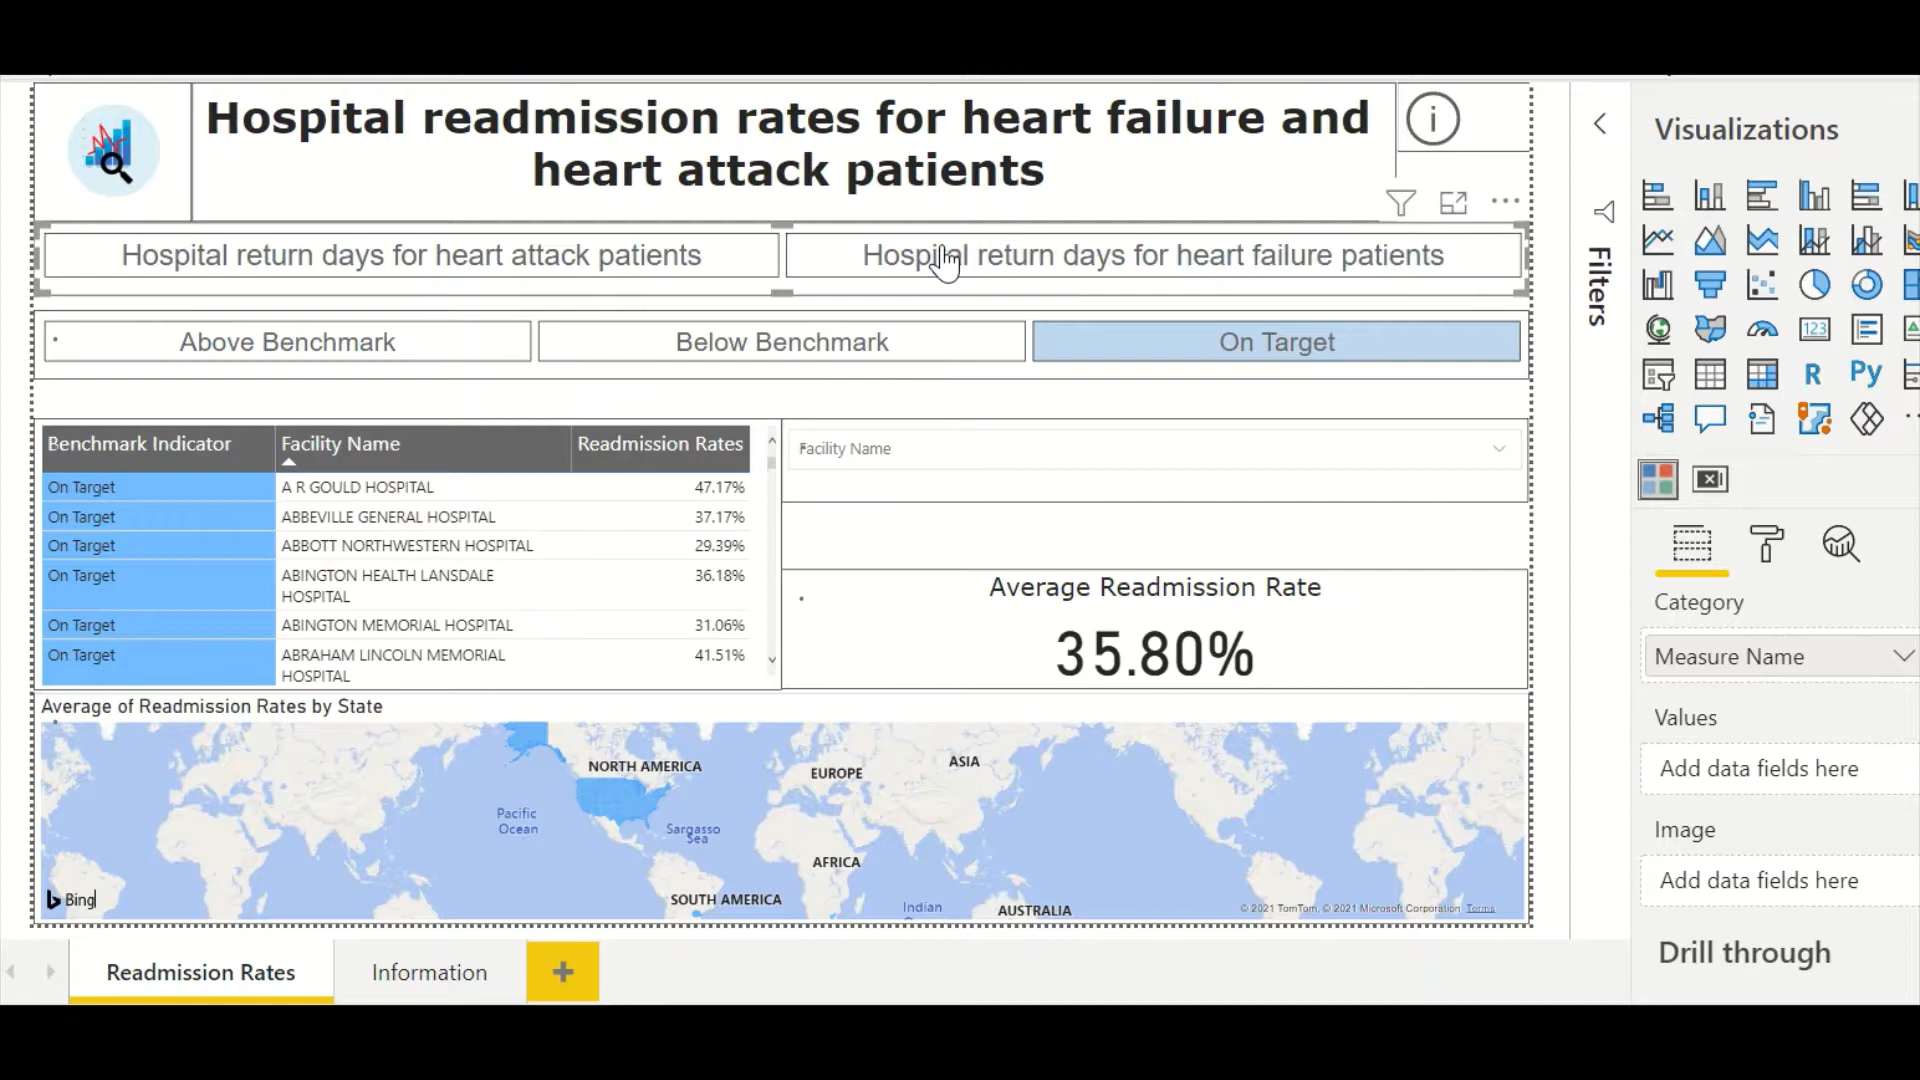 Hospital readmission rates for heart failure and
heart attack patients
Hospital return days for heart attack patients
Hospital return days for heart failure patients
Above Benchmark
Below Benchmark
On Target
Benchmark Indicator Facility Name Readmission Rates
On Target A R GOULD HOSPITAL 47.17%
On Target ABBEVILLE GENERAL HOSPITAL 37.17%
On Target ABBOTT NORTHWESTERN HOSPITAL 29.39%
On Target ABINGTON HEALTH LANSDALE 36.18%
HOSPITAL
On Target ABINGTON MEMORIAL HOSPITAL 31.06%
On Target ABRAHAM LINCOLN MEMORIAL 41.51%
HOSPITAL
Facility Name
Average Readmission Rate
35.80%
Average of Readmission Rates by State
NORTH AMERICA
EUROPE
ASIA
Pacific
Ocean
Sargasso
Sea
AFRICA
SOUTH AMERICA
Indian
AUSTRALIA
Bing
© 2021 TomTom, © 2021 Microsoft Corporation Terms
Readmission Rates
Information
+
Filters
Visualizations
123
R
Py
Category
Measure Name
Values
Add data fields here
Image
Add data fields here
Drill through